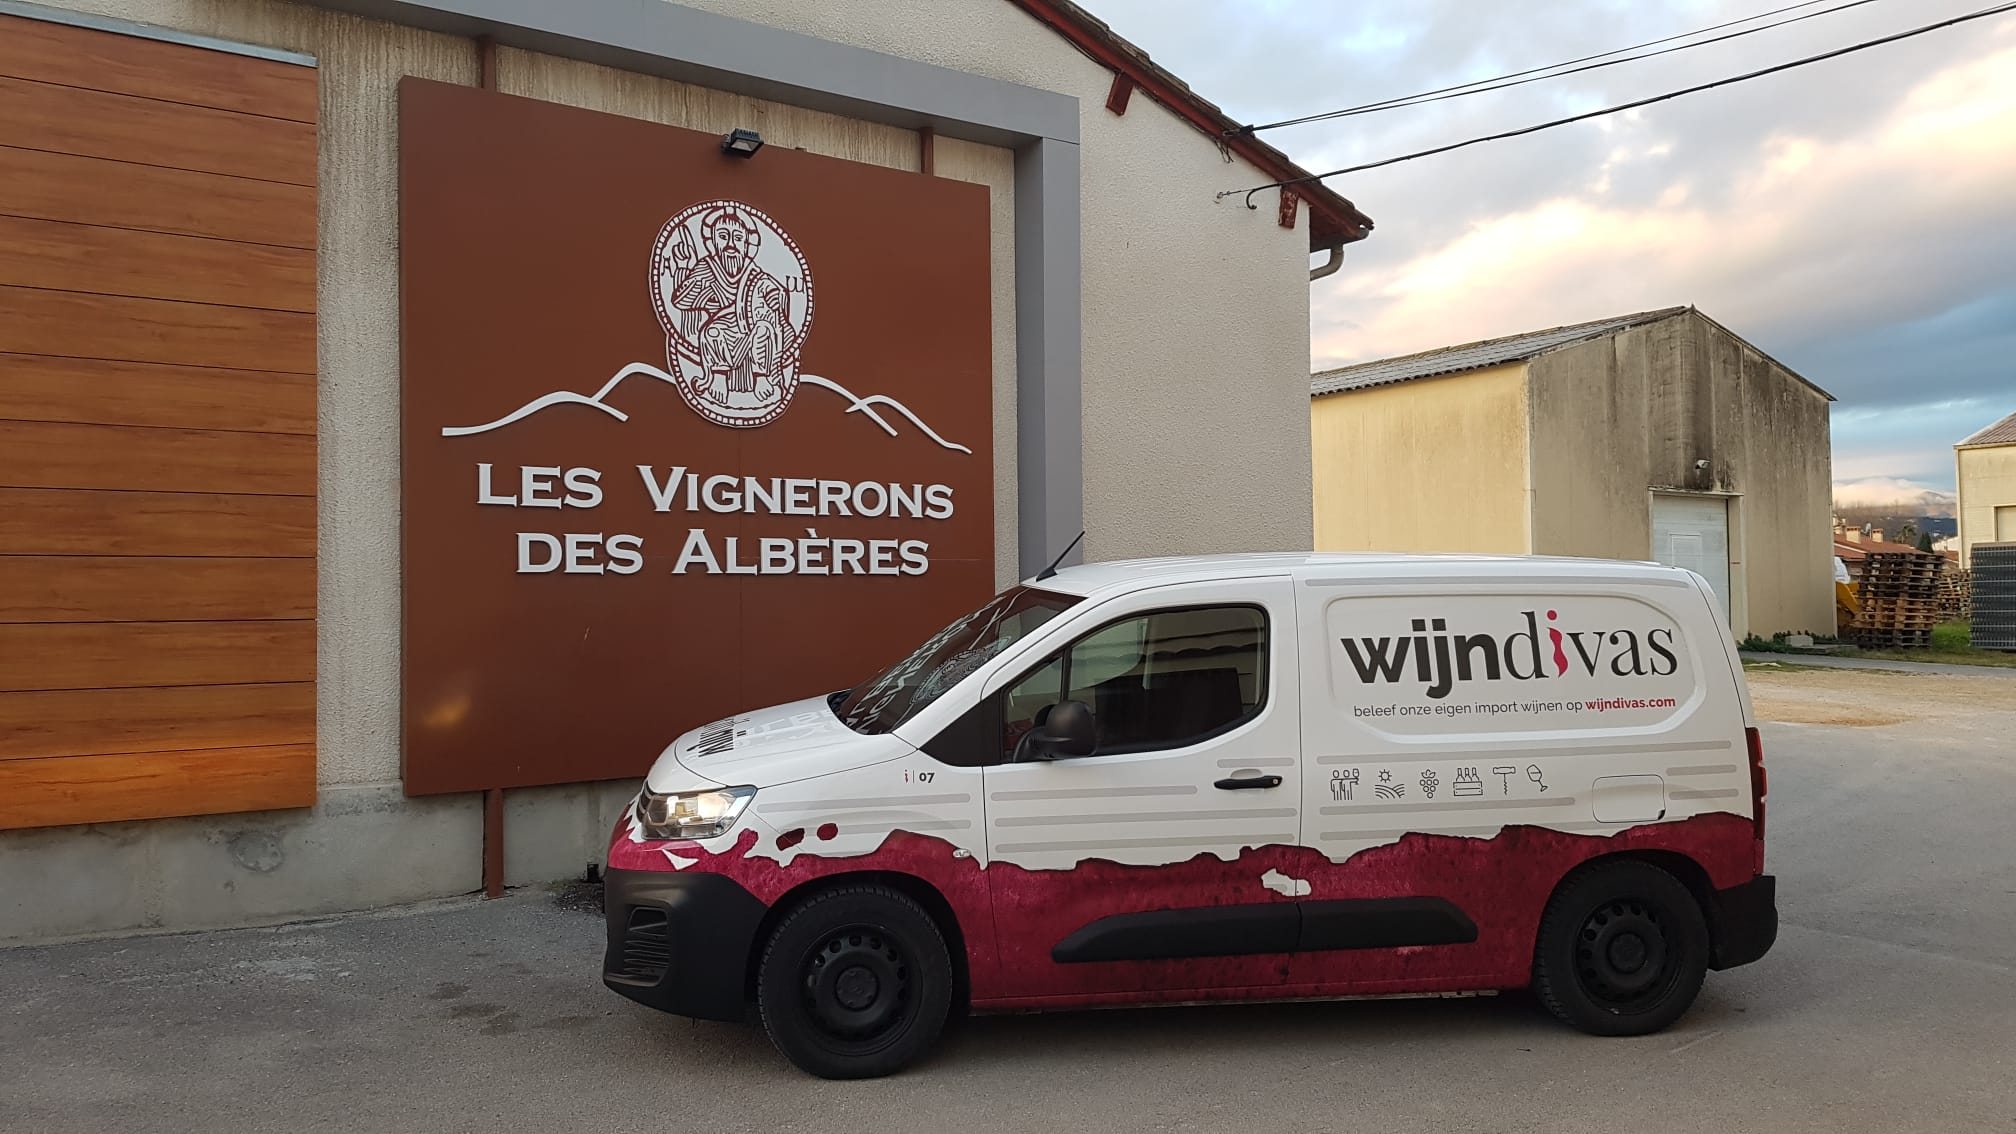 A ω
LES VIGNERONS
DES ALBÈRES
wijndivas
beleef onze eigen import wijnen op wijndivas.com
i | 07